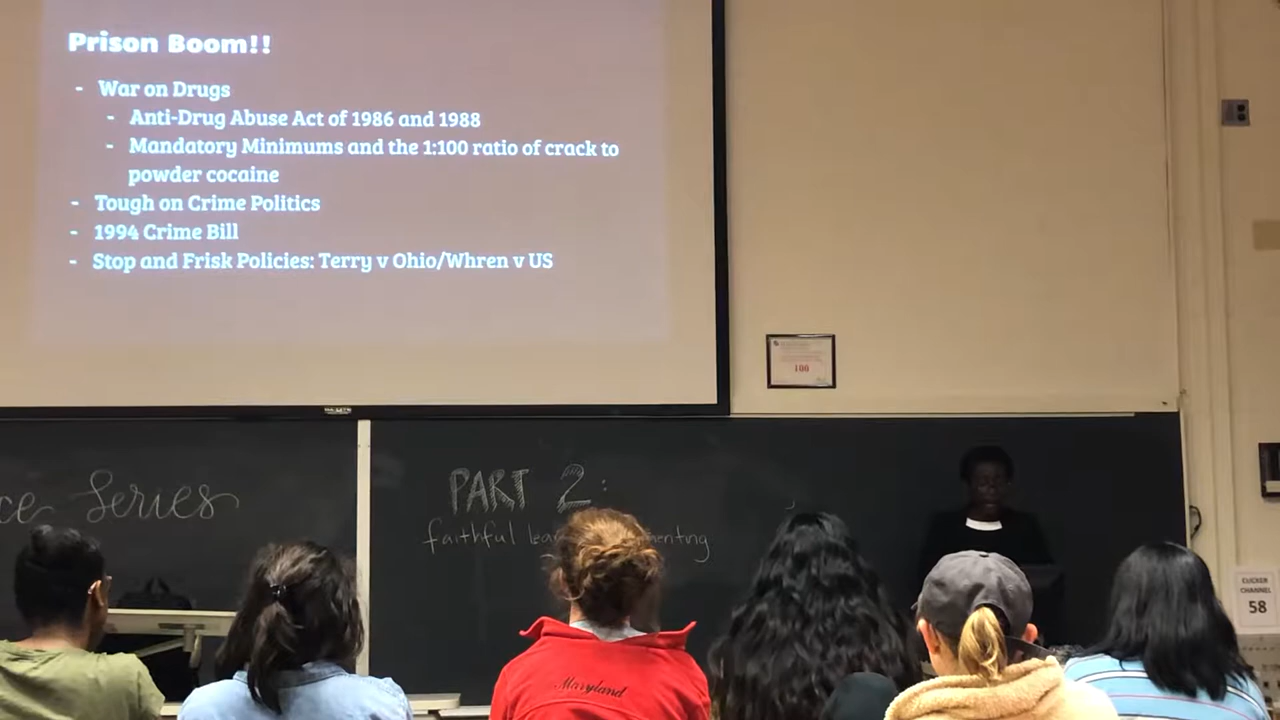 Prison Boom!!
- War on Drugs
- Anti-Drug Abuse Act of 1986 and 1988
- Mandatory Minimums and the 1:100 ratio of crack to
powder cocaine
- Tough on Crime Politics
- 1994 Crime Bill
- Stop and Frisk Policies: Terry v Ohio/Whren v US
100
Series
PART 2:
faithful
Maryland
CLICKER
CHANNEL
58